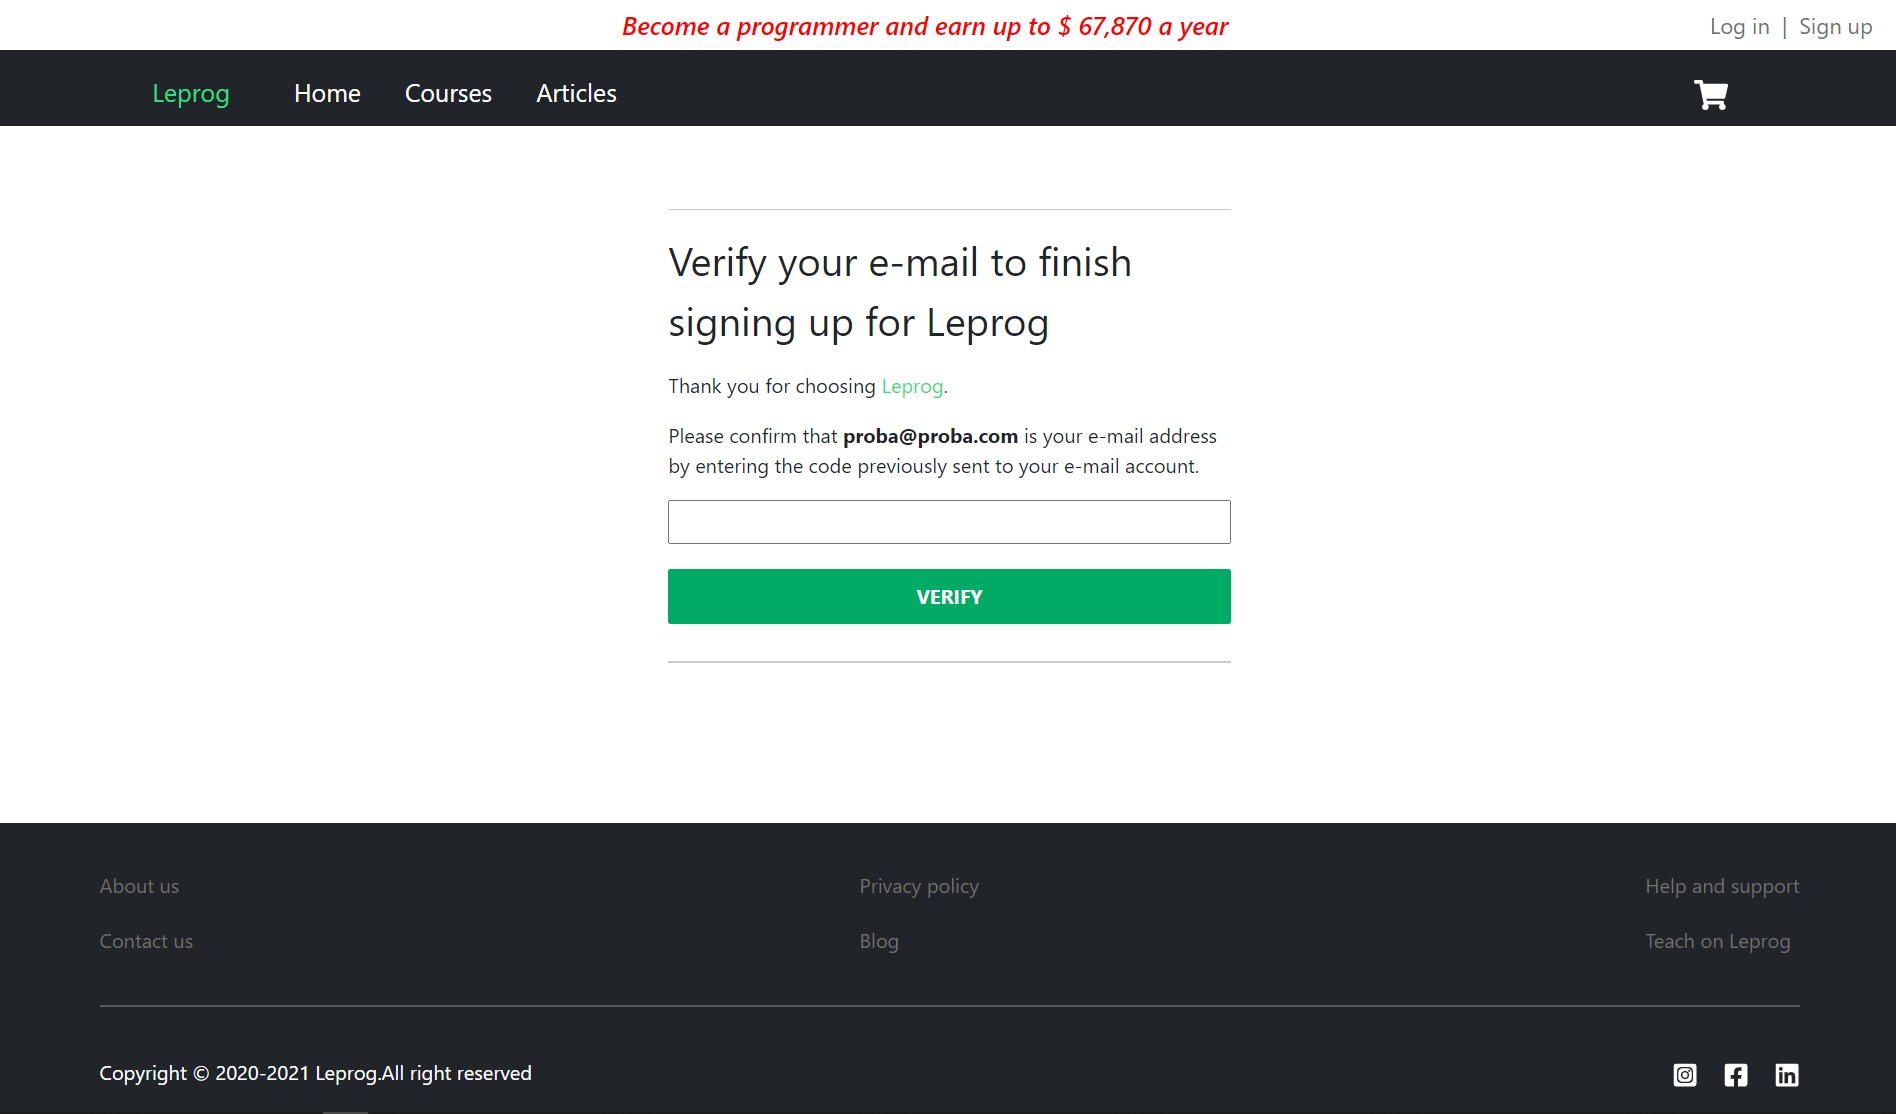 Become a programmer and earn up to $ 67,870 a year
Log in | Sign up
Leprog Home Courses Articles
Verify your e-mail to finish
signing up for Leprog
Thank you for choosing Leprog.
Please confirm that proba@proba.com is your e-mail address
by entering the code previously sent to your e-mail account.
VERIFY
About us Privacy policy Help and support
Contact us Blog Teach on Leprog
Copyright © 2020-2021 Leprog.All right reserved